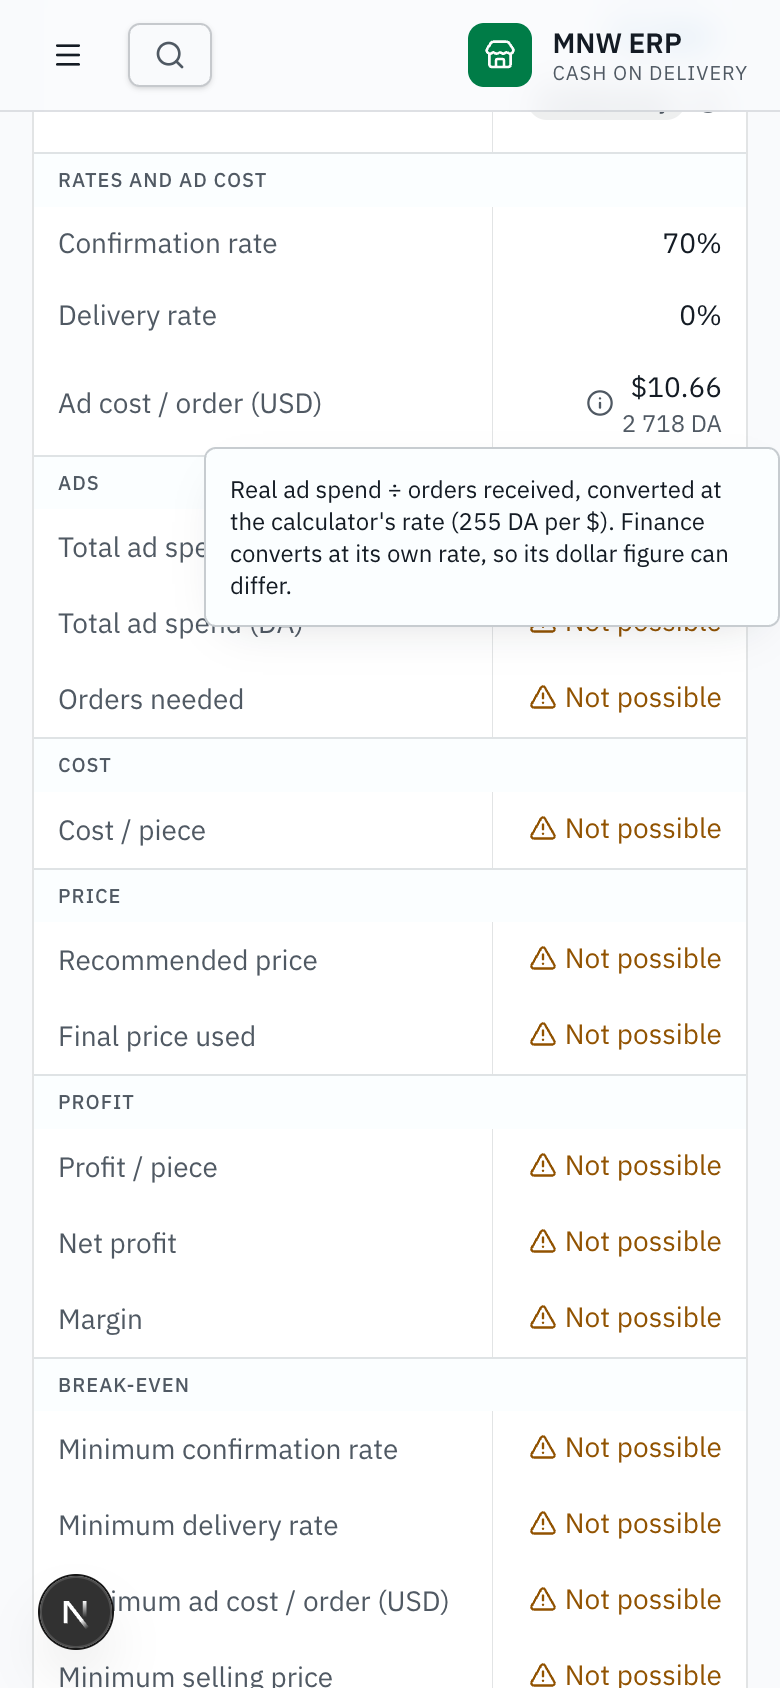 MNW ERP
CASH ON DELIVERY
RATES AND AD COST
Confirmation rate 70%
Delivery rate 0%
Ad cost / order (USD) $10.66
2 718 DA
ADS
Real ad spend ÷ orders received, converted at
the calculator's rate (255 DA per $). Finance
converts at its own rate, so its dollar figure can
differ.
Total ad spe
Total ad spend (DA) Not possible
Orders needed Not possible
COST
Cost / piece Not possible
PRICE
Recommended price Not possible
Final price used Not possible
PROFIT
Profit / piece Not possible
Net profit Not possible
Margin Not possible
BREAK-EVEN
Minimum confirmation rate Not possible
Minimum delivery rate Not possible
N imum ad cost / order (USD) Not possible
Minimum selling price Not possible